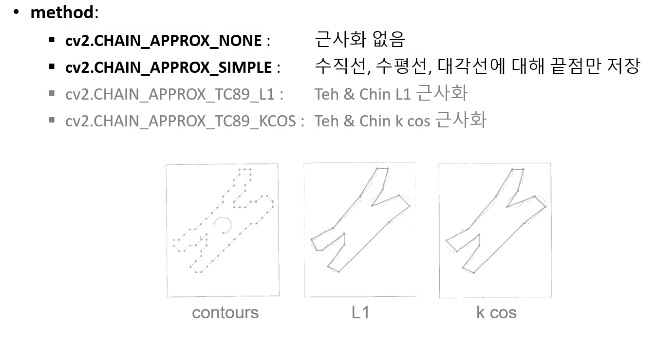 • method:
▪ cv2.CHAIN_APPROX_NONE : 근사화 없음
▪ cv2.CHAIN_APPROX_SIMPLE : 수직선, 수평선, 대각선에 대해 끝점만 저장
▪ cv2.CHAIN_APPROX_TC89_L1 : Teh & Chin L1 근사화
▪ cv2.CHAIN_APPROX_TC89_KCOS : Teh & Chin k cos 근사화
contours L1 k cos